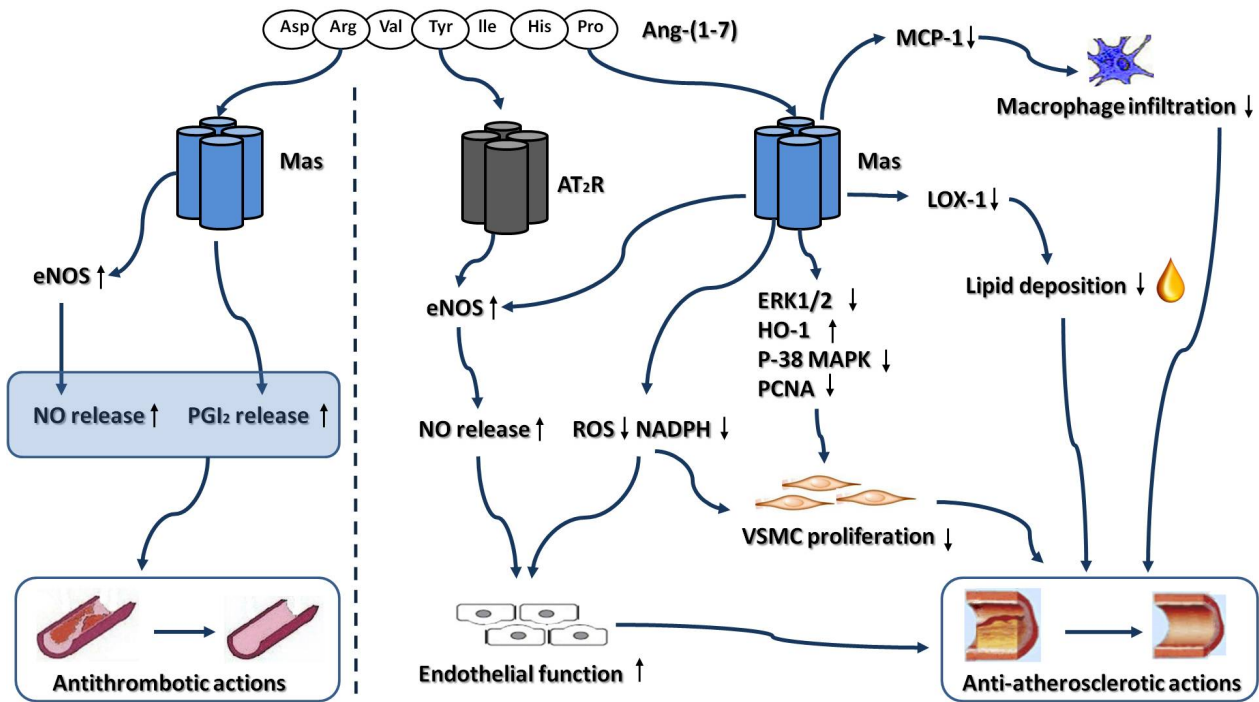 Asp Arg Val Tyr Ile His Pro Ang-(1-7)
MCP-1↓
Macrophage infiltration ↓
Mas
AT₂R
Mas
LOX-1↓
eNOS ↑
Lipid deposition ↓
eNOS ↑
ERK1/2 ↓
HO-1 ↑
P-38 MAPK ↓
PCNA ↓
NO release ↑ PGI₂ release ↑
NO release ↑ ROS ↓ NADPH ↓
VSMC proliferation ↓
Endothelial function ↑
Antithrombotic actions
Anti-atherosclerotic actions